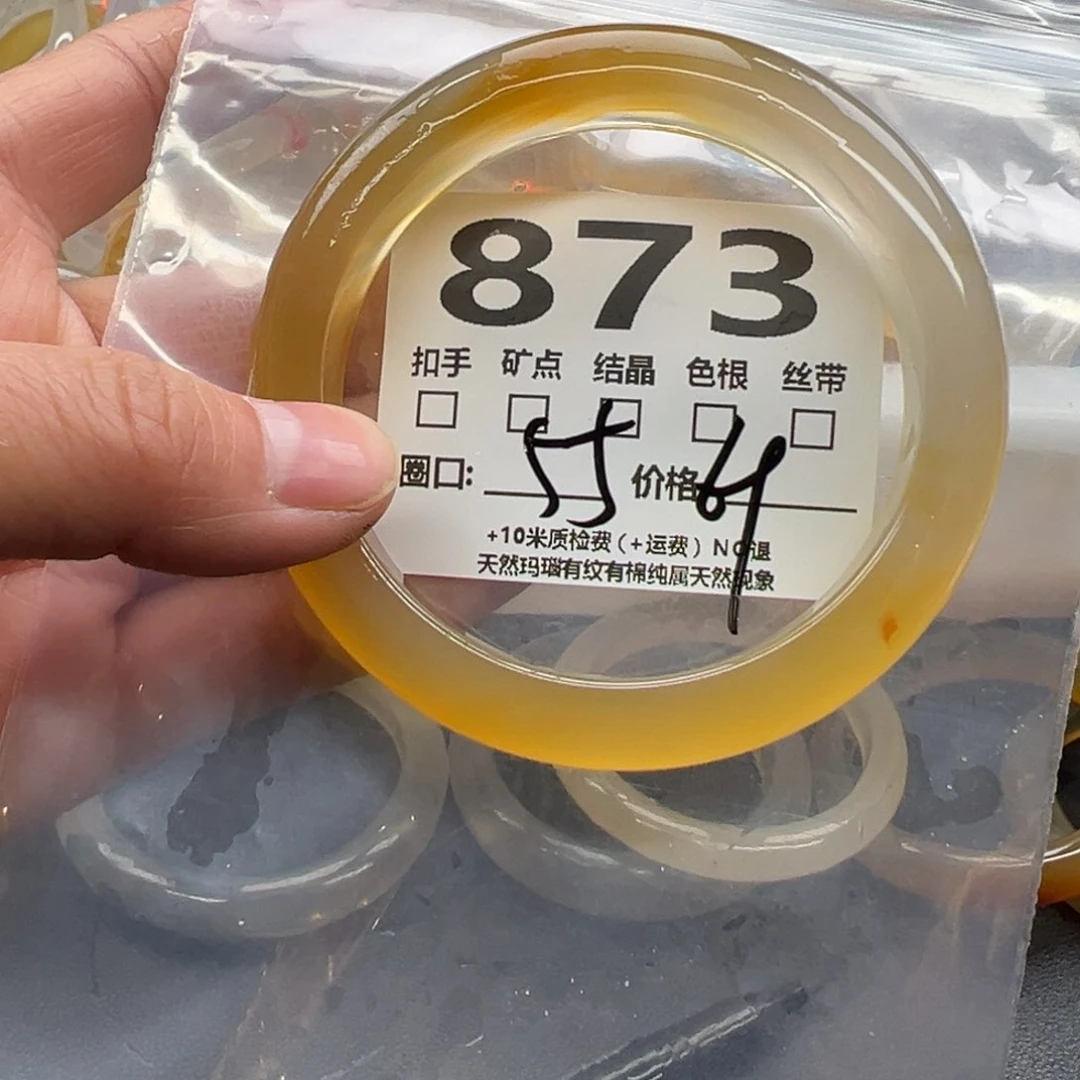 873
扣手 矿点 结晶 色根 丝带
圈口: 55 价格 69
+10米质检费（+运费）NO退
天然玛瑙有纹有棉纯属天然现象